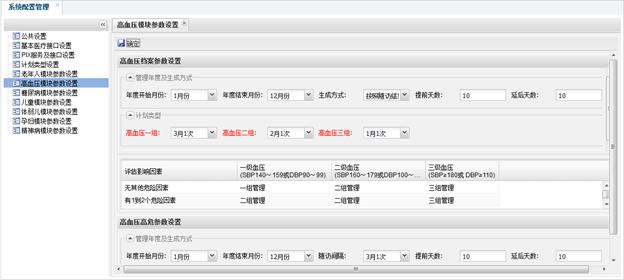 系统配置管理
公共设置
基本医疗接口设置
PIX服务及接口设置
计划类型设置
老年人模块参数设置
高血压模块参数设置
糖尿病模块参数设置
儿童模块参数设置
体弱儿模块参数设置
孕妇模块参数设置
精神病模块参数设置
高血压模块参数设置
确定
高血压档案参数设置
管理年度及生成方式
年度开始月份: 1月份 年度结束月份: 12月份 生成方式: 按照随访结 提前天数: 10 延后天数: 10
计划类型
高血压一组: 3月1次 高血压二组: 2月1次 高血压三组: 1月1次
评估影响因素 一级血压 (SBP140～159或DBP90～99) 二级血压 (SBP160～179或DBP100～... 三级血压 (SBP≥180或 DBP≥110)
无其他危险因素 一组管理 二组管理 三组管理
有1到2个危险因素 二组管理 二组管理 三组管理
高血压高危参数设置
管理年度及生成方式
年度开始月份: 1月份 年度结束月份: 12月份 随访间隔: 3月1次 提前天数: 10 延后天数: 10